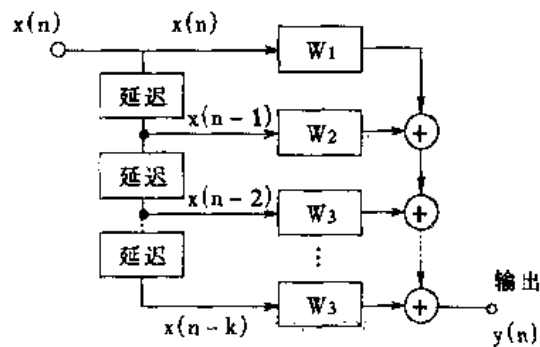 x(n) x(n) W1
延迟
x(n-1) W2 +
延迟
x(n-2) W3 +
延迟 ⋮ 输出
x(n-k) W3 + y(n)